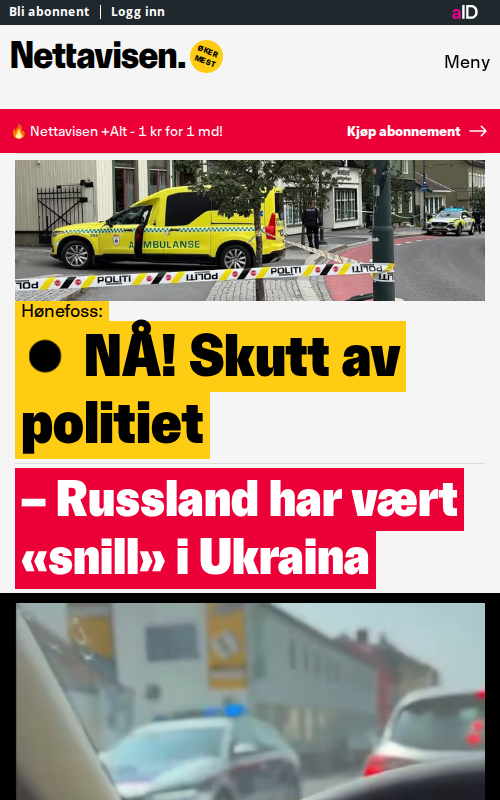 Bli abonnent
Logg inn
aID
Nettavisen.
ØKER
MEST
Meny
🔥 Nettavisen +Alt - 1 kr for 1 md!
Kjøp abonnement →
AMBULANSE
POLITI
POLITI
POLITI
POLITI
Hønefoss:
● NÅ! Skutt av
politiet
– Russland har vært
«snill» i Ukraina